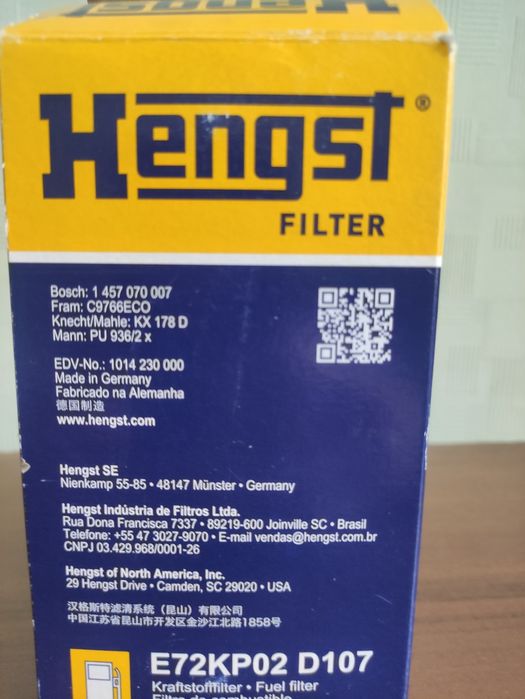 Hengst®
FILTER
Bosch: 1 457 070 007
Fram: C9766ECO
Knecht/Mahle: KX 178 D
Mann: PU 936/2 x
EDV-No.: 1014 230 000
Made in Germany
Fabricado na Alemanha
德国制造
www.hengst.com
Hengst SE
Nienkamp 55-85 • 48147 Münster • Germany
Hengst Indústria de Filtros Ltda.
Rua Dona Francisca 7337 • 89219-600 Joinville SC • Brasil
Telefone: +55 47 3027-9070 • E-mail vendas@hengst.com.br
CNPJ 03.429.968/0001-26
Hengst of North America, Inc.
29 Hengst Drive • Camden, SC 29020 • USA
汉格斯特滤清系统（昆山）有限公司
中国江苏省昆山市开发区金沙江北路1858号
E72KP02 D107
Kraftstofffilter • Fuel filter
Filtro de combustible